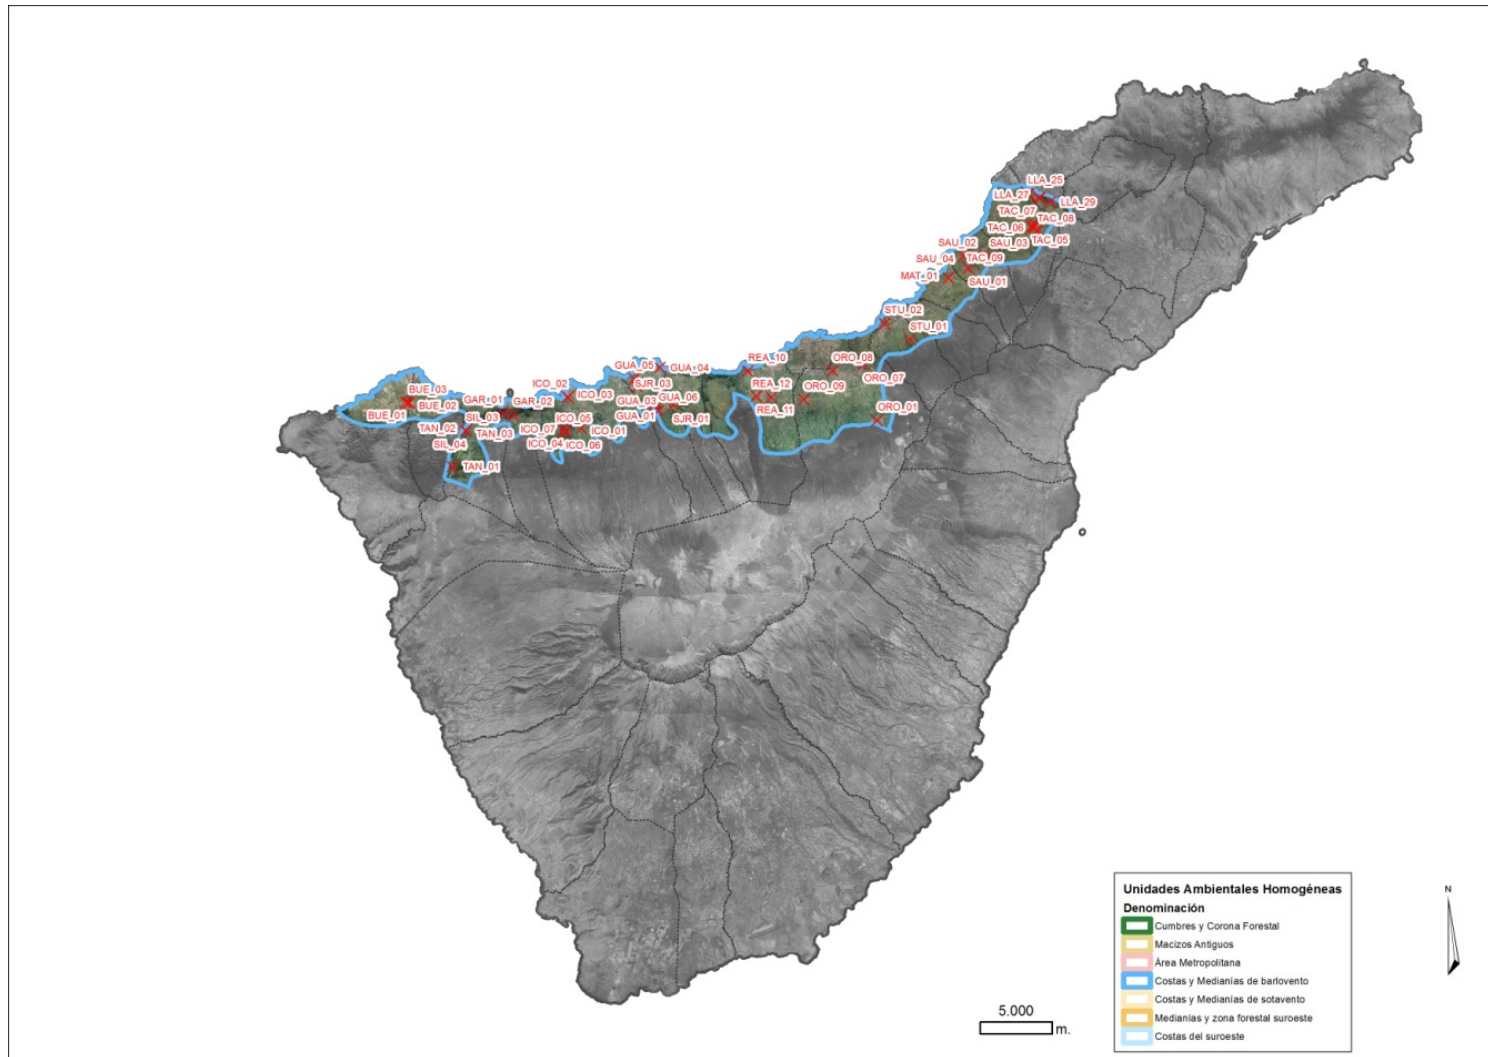 LLA_25
LLA_27
LLA_29
TAC_07
TAC_08
TAC_06
TAC_05
SAU_02
SAU_03
SAU_04
TAC_09
MAT_01
SAU_01
STU_02
STU_01
REA_10
ORO_08
ORO_07
REA_12
ORO_09
REA_11
ORO_01
GUA_05
GUA_04
SJR_03
ICO_02
ICO_03
GUA_03
GUA_06
GUA_01
SJR_01
BUE_03
BUE_02
BUE_01
GAR_01
GAR_02
SIL_03
TAN_02
TAN_03
SIL_04
TAN_01
ICO_05
ICO_07
ICO_01
ICO_04
ICO_06
Unidades Ambientales Homogéneas
Denominación
Cumbres y Corona Forestal
Macizos Antiguos
Área Metropolitana
Costas y Medianías de barlovento
Costas y Medianías de sotavento
Medianías y zona forestal suroeste
Costas del suroeste
N
5.000
m.